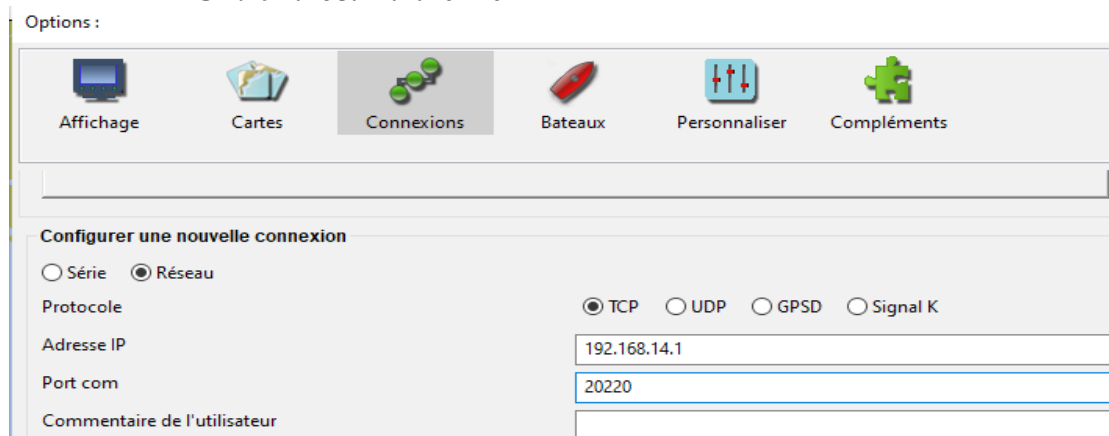 Options :
Affichage Cartes Connexions Bateaux Personnaliser Compléments
Configurer une nouvelle connexion
Série Réseau
Protocole TCP UDP GPSD Signal K
Adresse IP 192.168.14.1
Port com 20220
Commentaire de l'utilisateur